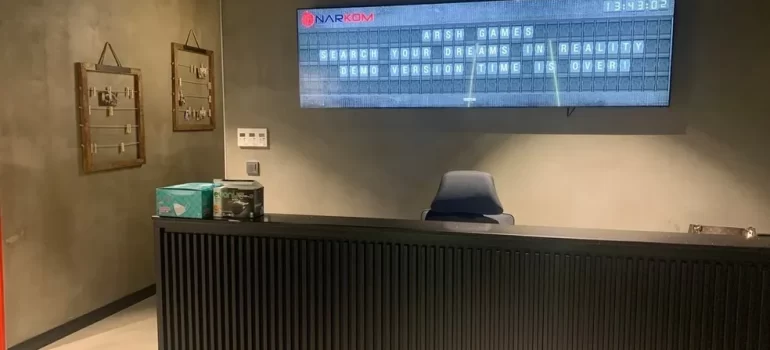 NARKOM
13:43:02
ARSH GAMES
SEARCH YOUR DREAMS IN REALITY
DEMO VERSION TIME IS OVER!